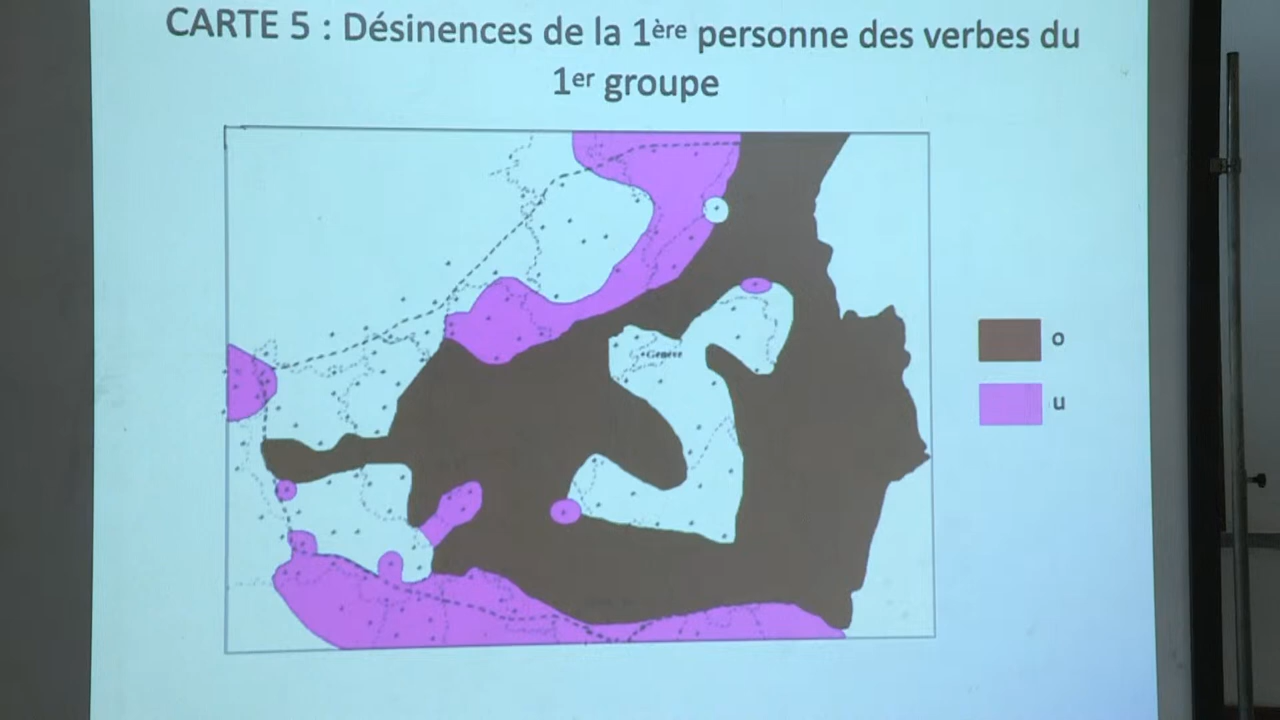 CARTE 5 : Désinences de la 1ère personne des verbes du
1er groupe
Genève
o
u